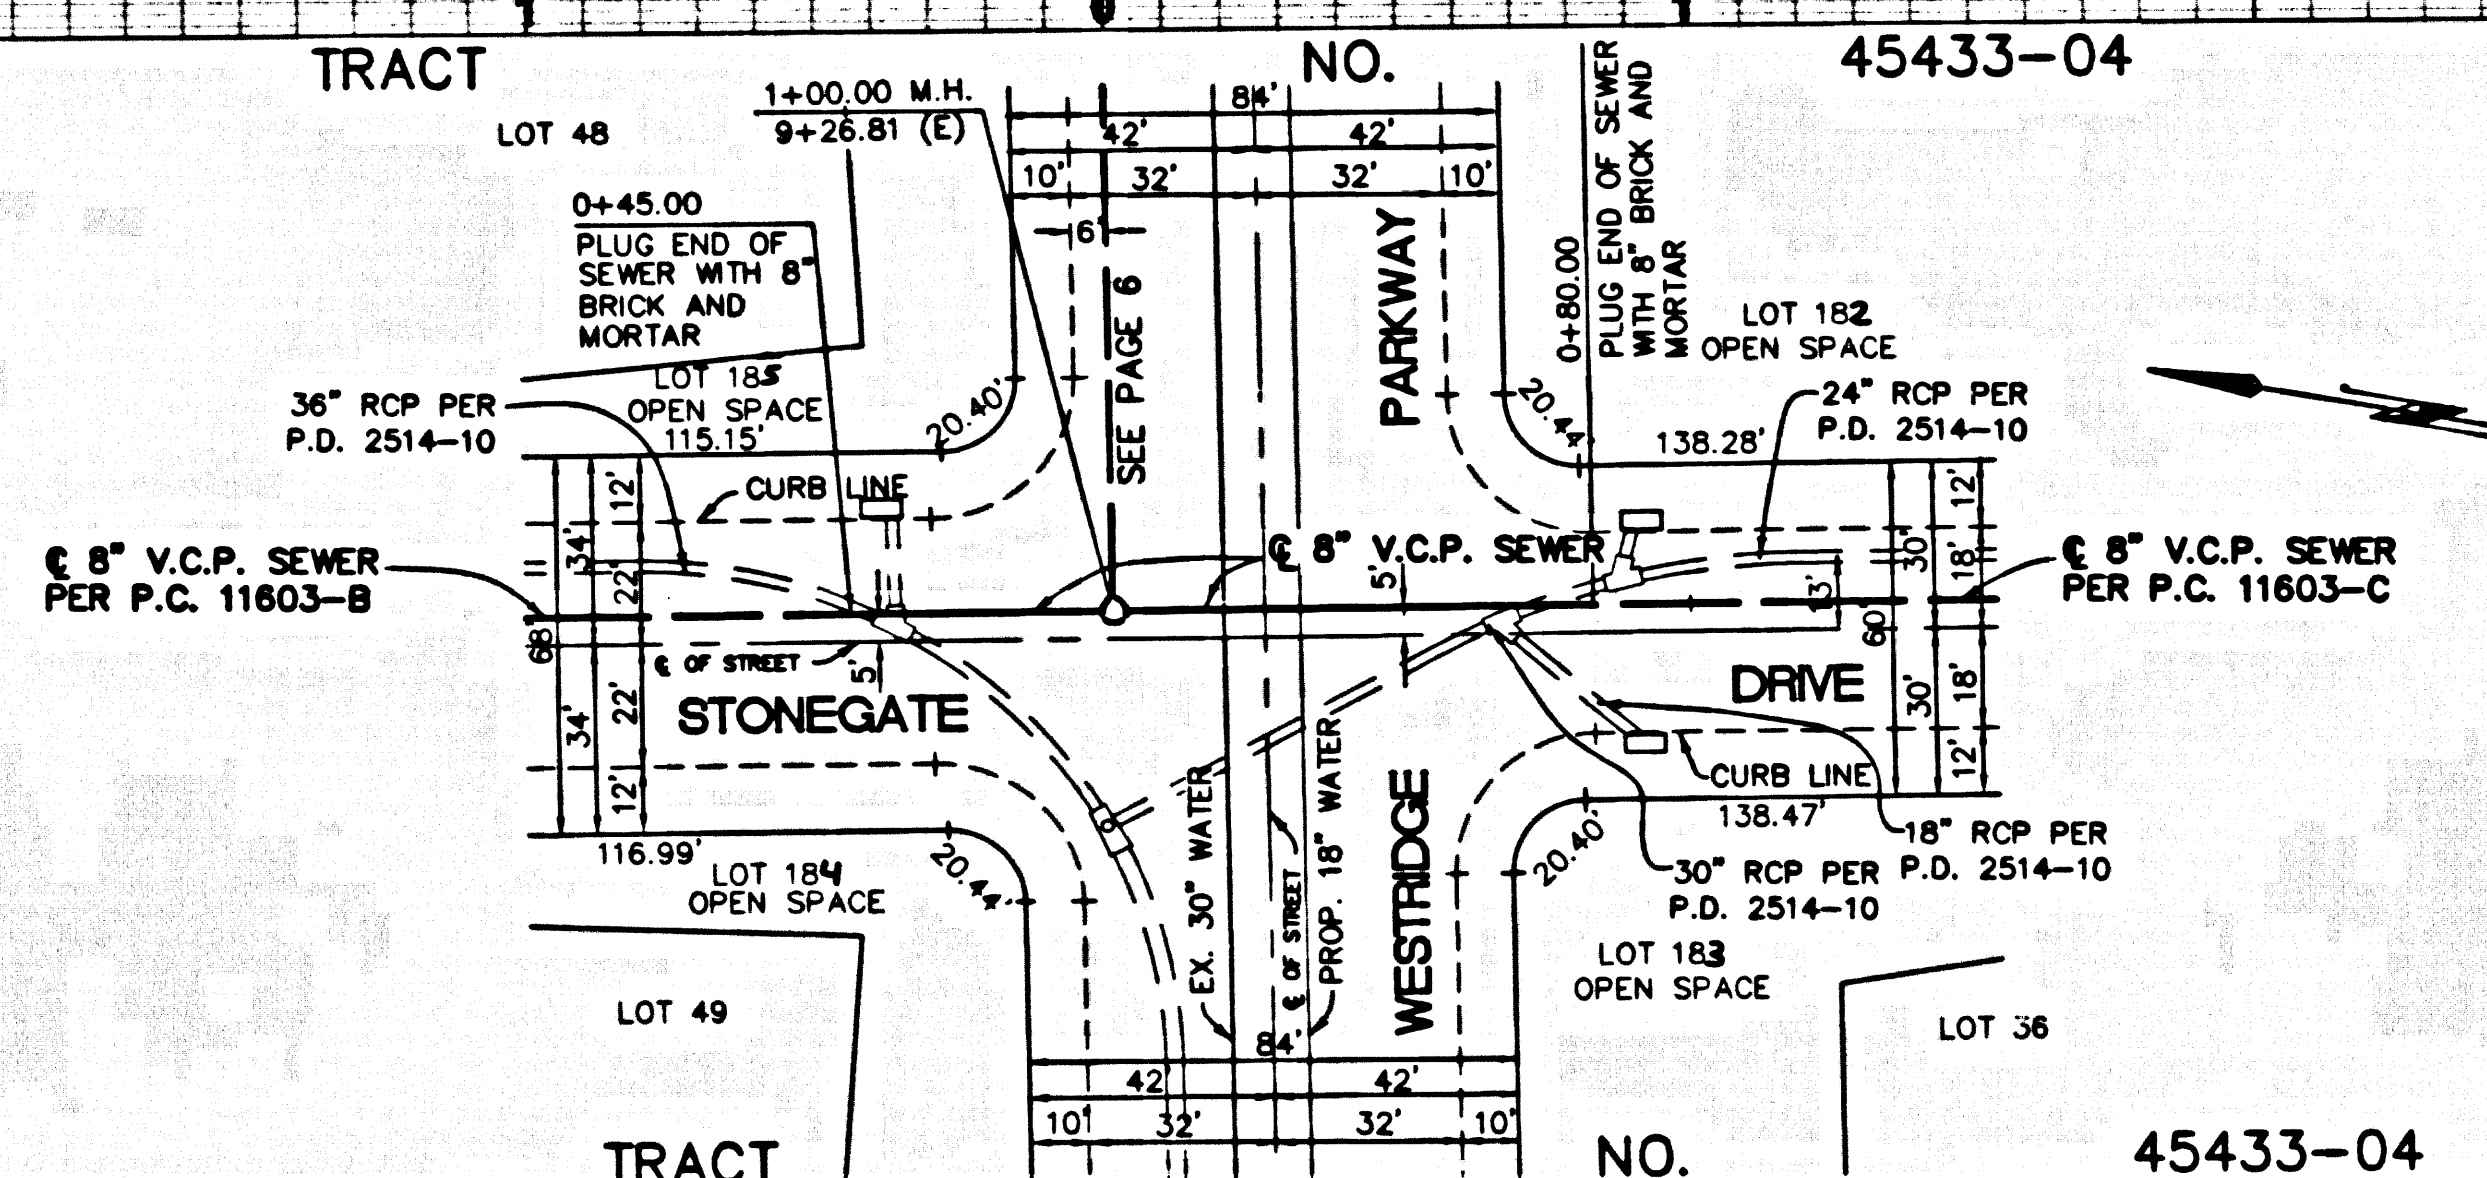 TRACT NO. 45433-04
LOT 48
1+00.00 M.H.
9+26.81 (E)
84'
42' 42'
10' 32' 32' 10'
6'
0+45.00
PLUG END OF
SEWER WITH 8"
BRICK AND
MORTAR
SEE PAGE 6
PARKWAY
0+80.00
PLUG END OF SEWER
WITH 8" BRICK AND
MORTAR
LOT 182
OPEN SPACE
36" RCP PER
P.D. 2514-10
LOT 185
OPEN SPACE
115.15'
20.40'
20.44'
138.28'
24" RCP PER
P.D. 2514-10
CURB LINE
12'
34'
22'
68'
22'
34'
12'
℄ 8" V.C.P. SEWER
PER P.C. 11603-B
℄ 8" V.C.P. SEWER
5'
13'
12'
30'
18'
60'
30'
18'
12'
℄ 8" V.C.P. SEWER
PER P.C. 11603-C
℄ OF STREET
5'
STONEGATE
DRIVE
CURB LINE
138.47'
116.99'
20.44'
20.40'
LOT 184
OPEN SPACE
EX. 30" WATER
℄ OF STREET
PROP. 18" WATER
WESTRIDGE
18" RCP PER
P.D. 2514-10
30" RCP PER
P.D. 2514-10
LOT 183
OPEN SPACE
LOT 49
LOT 36
84'
42 42'
10' 32' 32' 10'
TRACT NO. 45433-04